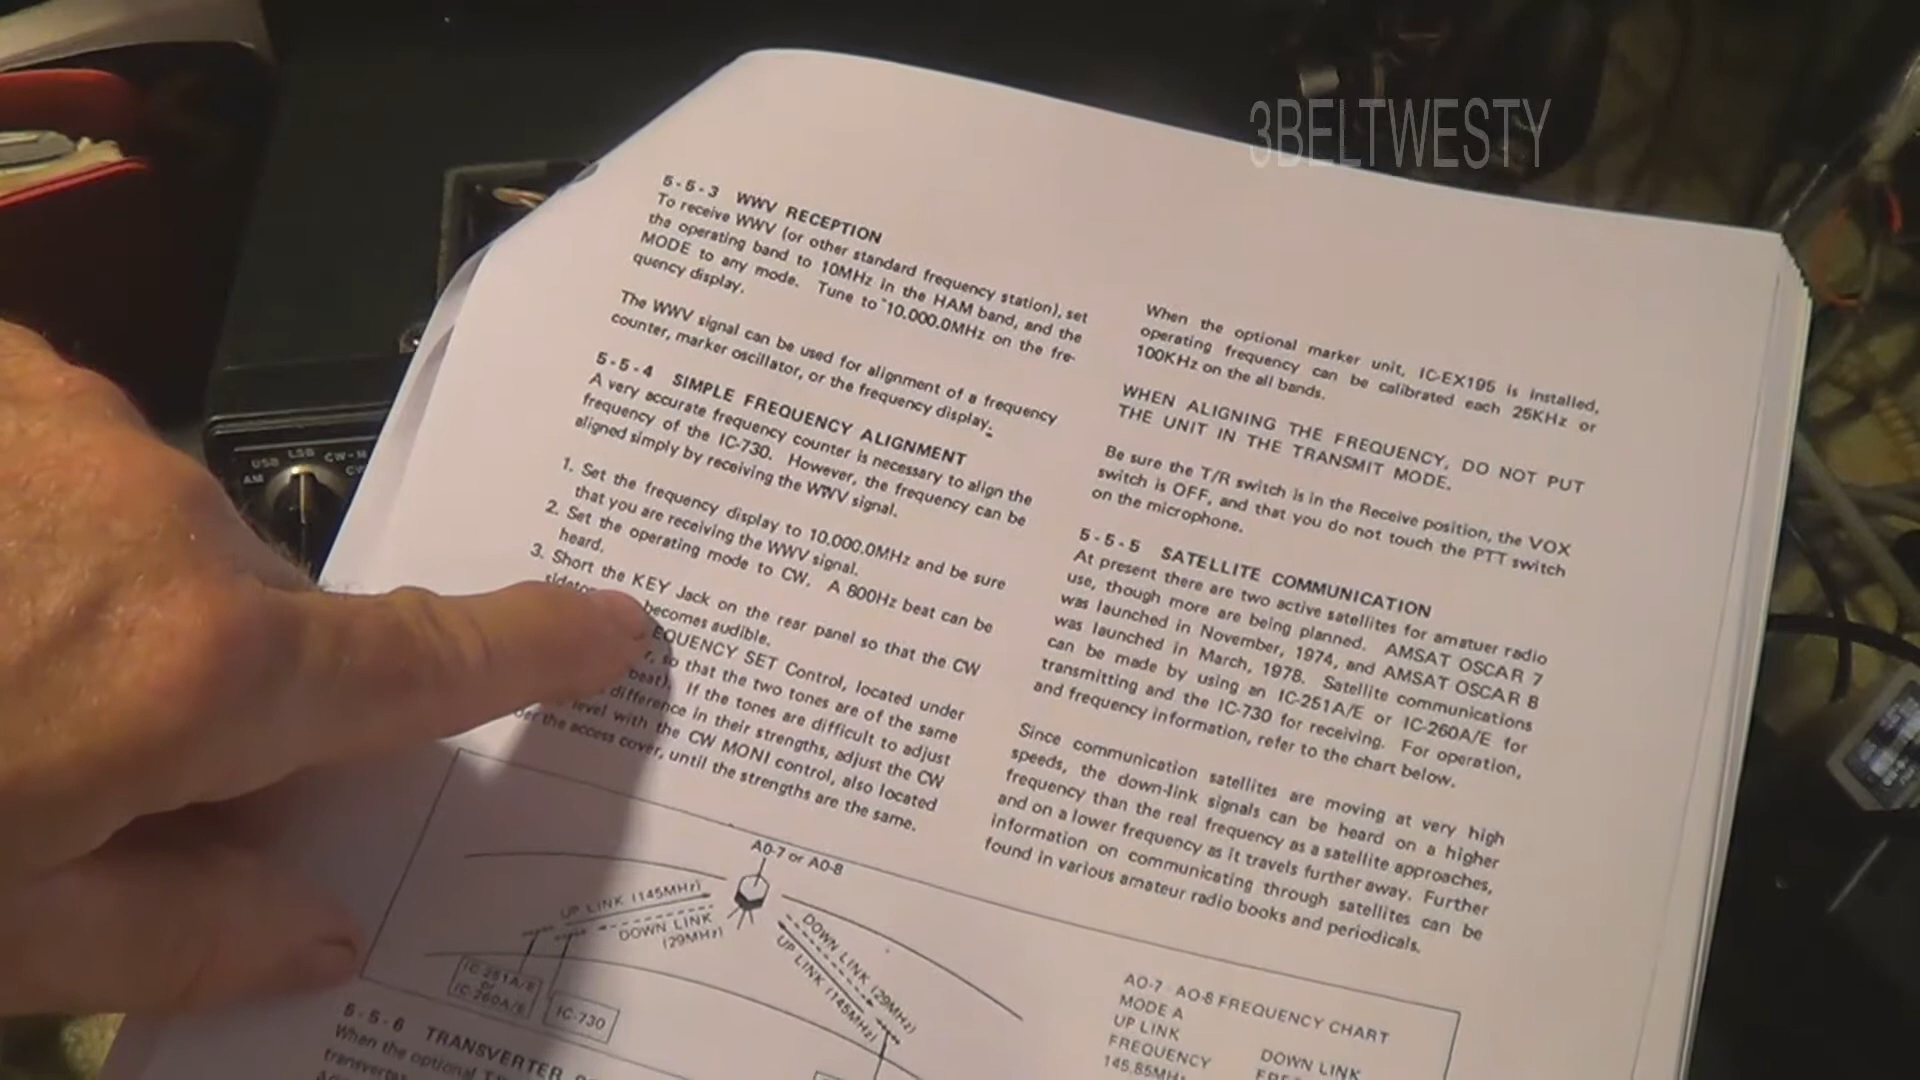 3BELTWESTY
5-5-3 WWV RECEPTION
To receive WWV (or other standard frequency station), set
the operating band to 10MHz in the HAM band, and the
MODE to any mode. Tune to 10.000.0MHz on the fre-
quency display.
The WWV signal can be used for alignment of a frequency
counter, marker oscillator, or the frequency display.
5-5-4 SIMPLE FREQUENCY ALIGNMENT
A very accurate frequency counter is necessary to align the
frequency of the IC-730. However, the frequency can be
aligned simply by receiving the WWV signal.
1. Set the frequency display to 10.000.0MHz and be sure
that you are receiving the WWV signal.
2. Set the operating mode to CW. A 800Hz beat can be
heard.
3. Short the KEY Jack on the rear panel so that the CW
becomes audible.
EQUENCY SET Control, located under
r, so that the two tones are of the same
beat). If the tones are difficult to adjust
difference in their strengths, adjust the CW
level with the CW MONI control, also located
the access cover, until the strengths are the same.
When the optional marker unit, IC-EX195 is installed,
operating frequency can be calibrated each 25KHz or
100KHz on the all bands.
WHEN ALIGNING THE FREQUENCY, DO NOT PUT
THE UNIT IN THE TRANSMIT MODE.
Be sure the T/R switch is in the Receive position, the VOX
switch is OFF, and that you do not touch the PTT switch
on the microphone.
5-5-5 SATELLITE COMMUNICATION
At present there are two active satellites for amatuer radio
use, though more are being planned. AMSAT OSCAR 7
was launched in November, 1974, and AMSAT OSCAR 8
was launched in March, 1978. Satellite communications
can be made by using an IC-251A/E or IC-260A/E for
transmitting and the IC-730 for receiving. For operation,
and frequency information, refer to the chart below.
Since communication satellites are moving at very high
speeds, the down-link signals can be heard on a higher
frequency than the real frequency as a satellite approaches,
and on a lower frequency as it travels further away. Further
information on communicating through satellites can be
found in various amateur radio books and periodicals.
A0-7 or A0-8
UP LINK (145MHz)
DOWN LINK
(29MHz)
DOWN LINK (29MHz)
UP LINK (145MHz)
IC-251A/E
or
IC-260A/E
IC-730
A0-7 A0-8 FREQUENCY CHART
MODE A
UP LINK
FREQUENCY
145.85MHz
DOWN LINK
5-5-6 TRANSVERTER
When the optional
AM
USB
LSB
CW-N